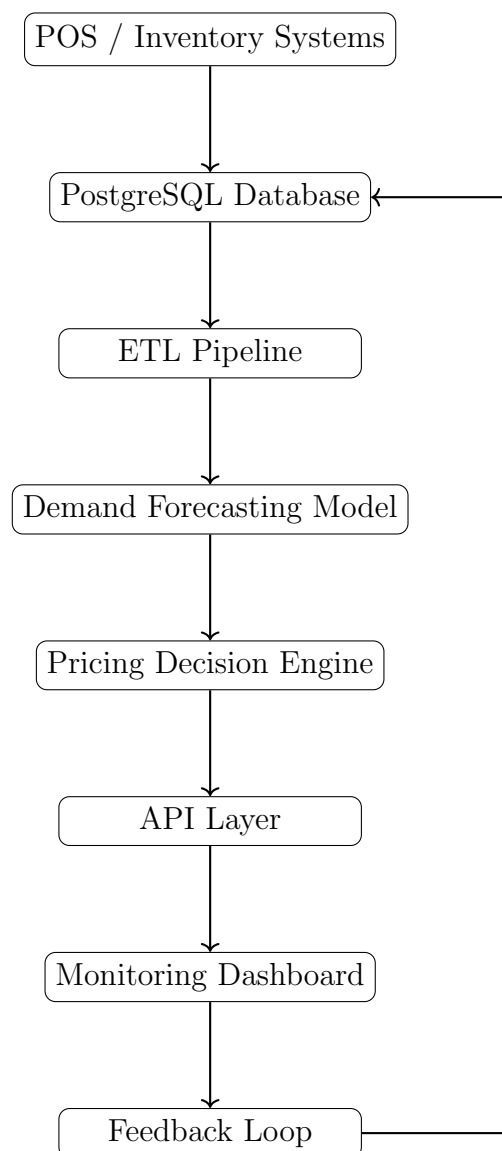 POS / Inventory Systems
PostgreSQL Database
ETL Pipeline
Demand Forecasting Model
Pricing Decision Engine
API Layer
Monitoring Dashboard
Feedback Loop